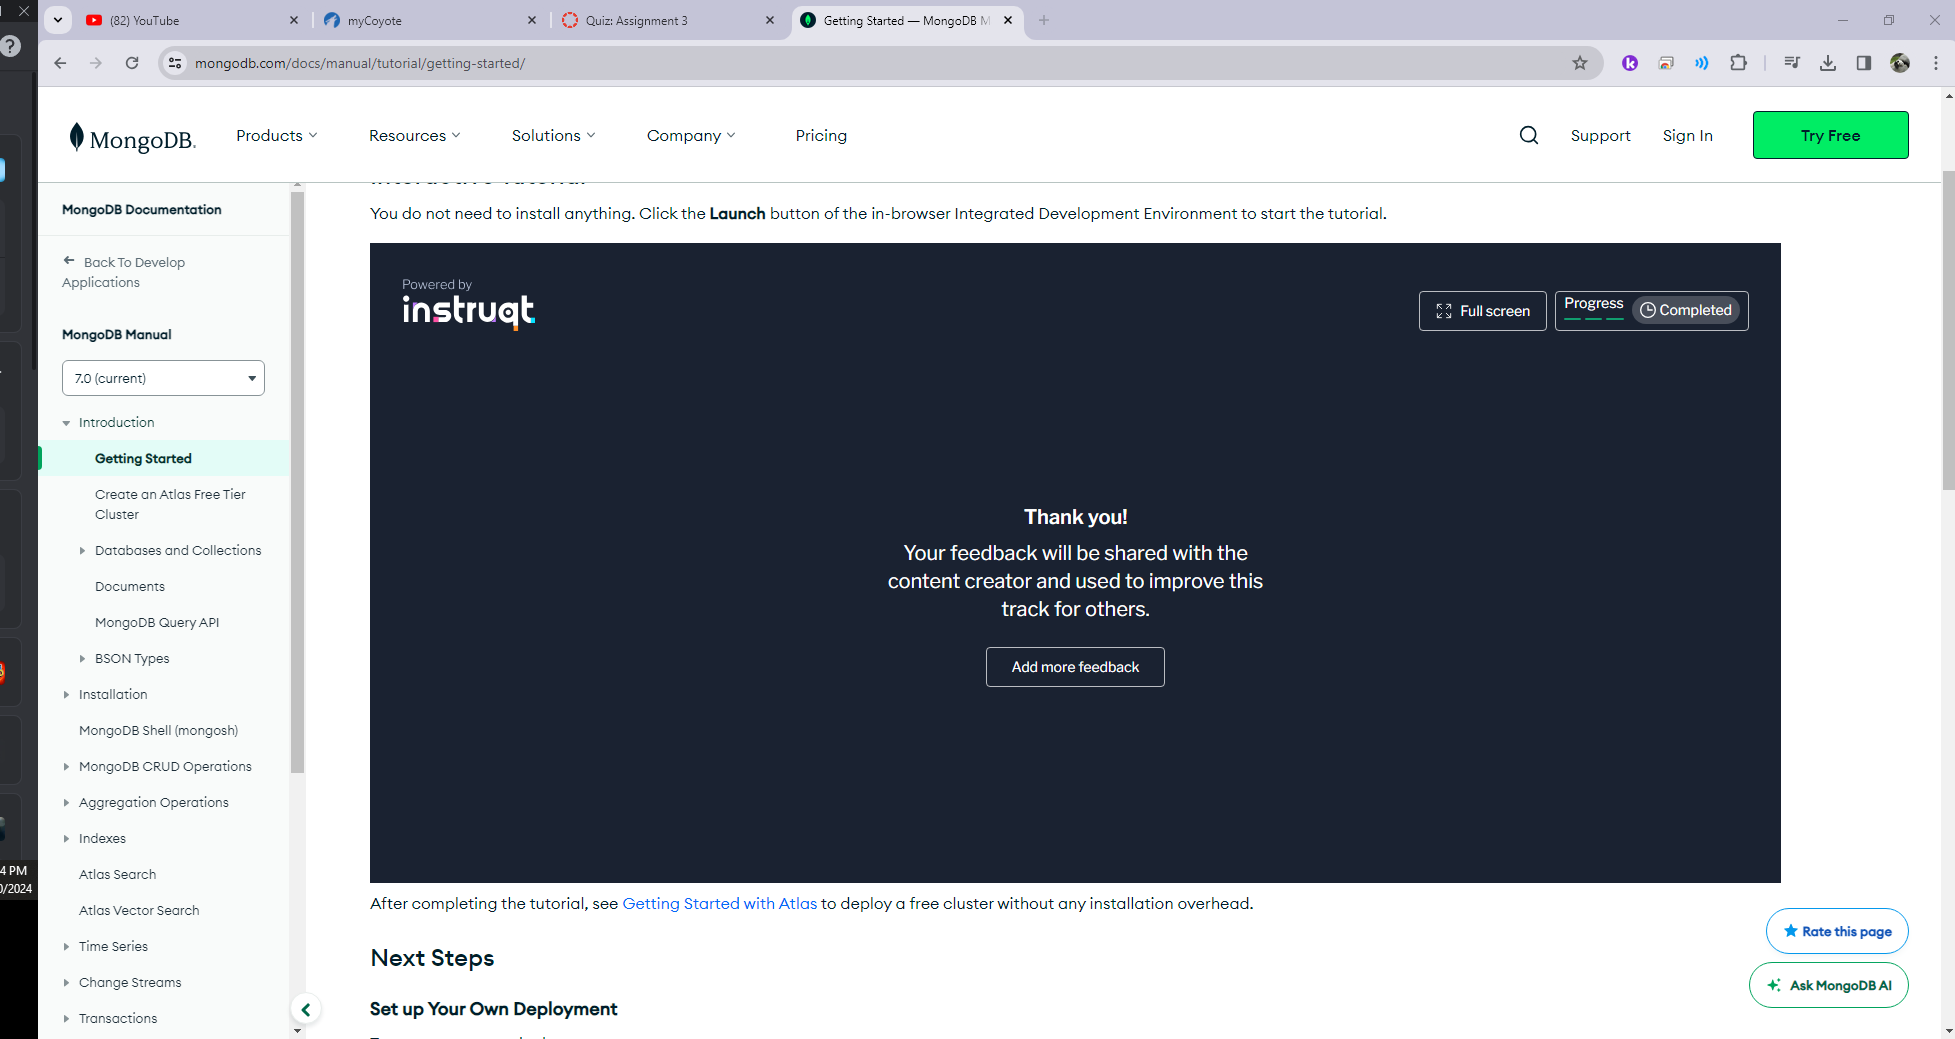 (82) YouTube
myCoyote
Quiz: Assignment 3
Getting Started — MongoDB M
mongodb.com/docs/manual/tutorial/getting-started/
MongoDB.
Products
Resources
Solutions
Company
Pricing
Support
Sign In
Try Free
MongoDB Documentation
Back To Develop
Applications
MongoDB Manual
7.0 (current)
Introduction
Getting Started
Create an Atlas Free Tier
Cluster
Databases and Collections
Documents
MongoDB Query API
BSON Types
Installation
MongoDB Shell (mongosh)
MongoDB CRUD Operations
Aggregation Operations
Indexes
Atlas Search
Atlas Vector Search
Time Series
Change Streams
Transactions
4 PM
0/2024
Interactive Tutorial
You do not need to install anything. Click the Launch button of the in-browser Integrated Development Environment to start the tutorial.
Powered by
instruqt
Full screen
Progress
Completed
Thank you!
Your feedback will be shared with the
content creator and used to improve this
track for others.
Add more feedback
After completing the tutorial, see Getting Started with Atlas to deploy a free cluster without any installation overhead.
Next Steps
Set up Your Own Deployment
Rate this page
Ask MongoDB AI